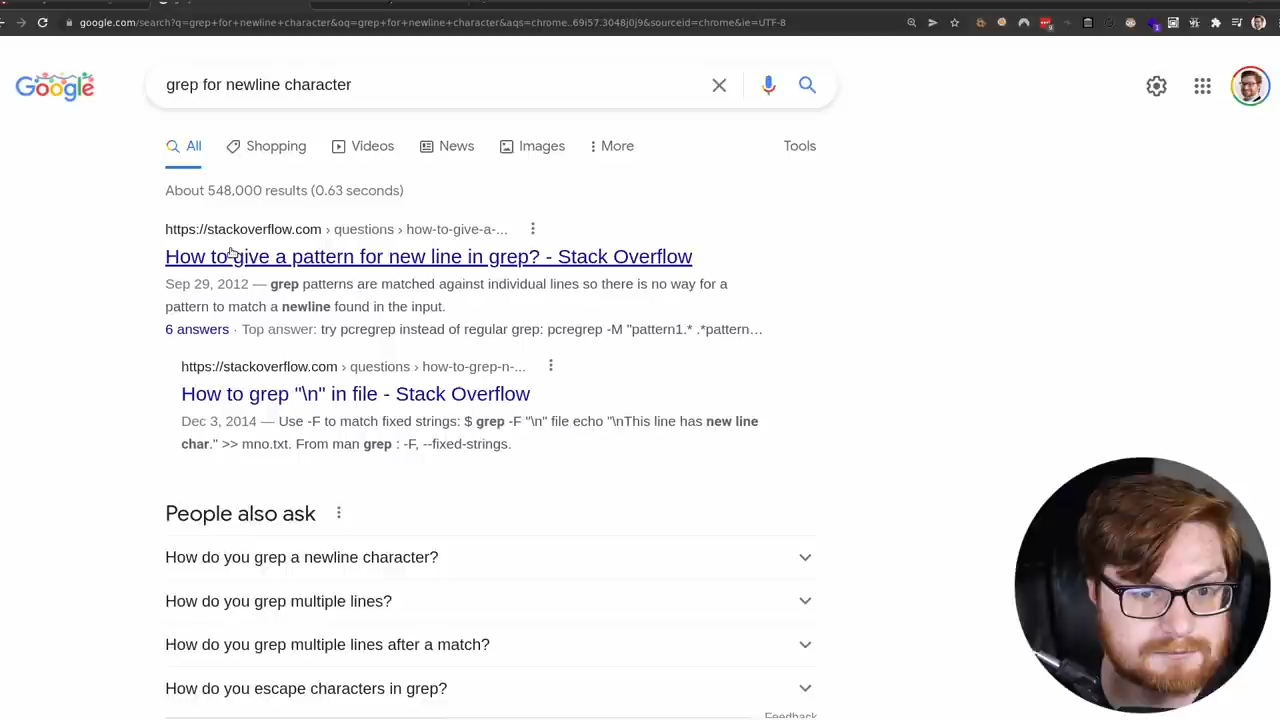 google.com/search?q=grep+for+newline+character&oq=grep+for+newline+character&aqs=chrome..69i57.3048j0j9&sourceid=chrome&ie=UTF-8
Google
grep for newline character
All
Shopping
Videos
News
Images
More
Tools
About 548,000 results (0.63 seconds)
https://stackoverflow.com › questions › how-to-give-a-...
How to give a pattern for new line in grep? - Stack Overflow
Sep 29, 2012 — grep patterns are matched against individual lines so there is no way for a
pattern to match a newline found in the input.
6 answers · Top answer: try pcregrep instead of regular grep: pcregrep -M "pattern1.* .*pattern…
https://stackoverflow.com › questions › how-to-grep-n-...
How to grep "\n" in file - Stack Overflow
Dec 3, 2014 — Use -F to match fixed strings: $ grep -F "\n" file echo "\nThis line has new line
char." >> mno.txt. From man grep : -F, --fixed-strings.
People also ask
How do you grep a newline character?
How do you grep multiple lines?
How do you grep multiple lines after a match?
How do you escape characters in grep?
Feedback